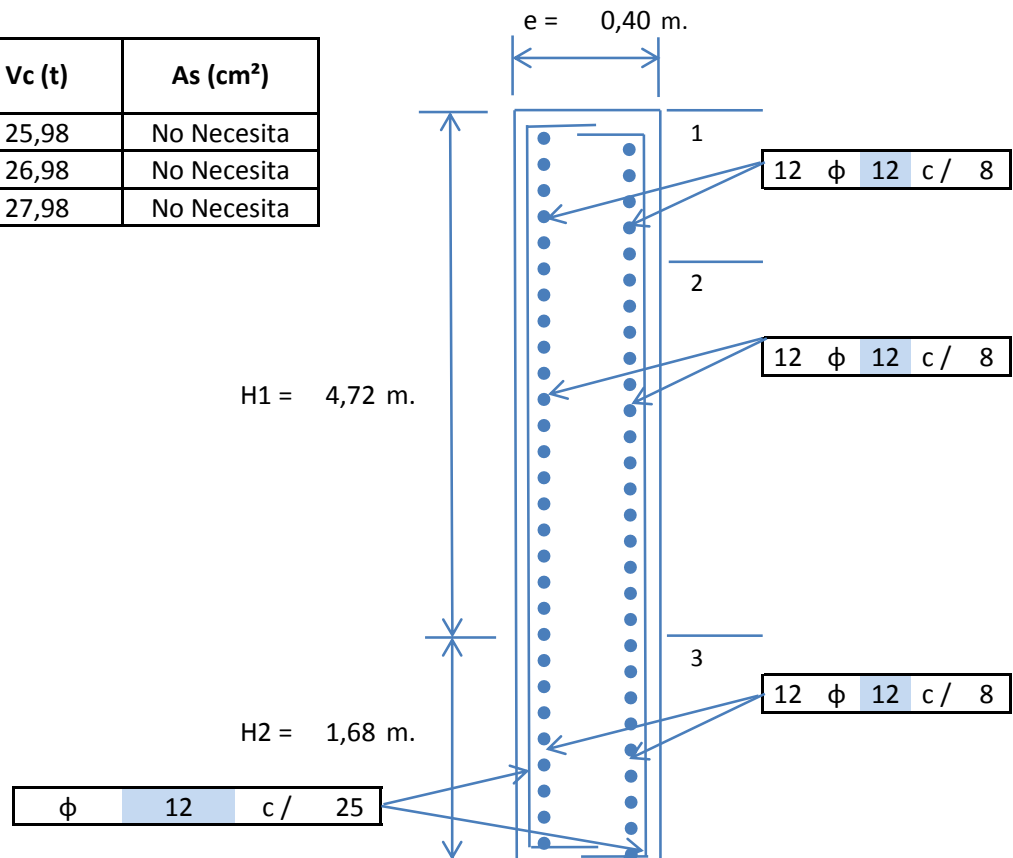 e = 0,40 m.
Vc (t) As (cm²)
25,98 No Necesita
26,98 No Necesita
27,98 No Necesita
1
12 ϕ 12 c / 8
2
12 ϕ 12 c / 8
H1 = 4,72 m.
3
12 ϕ 12 c / 8
H2 = 1,68 m.
ϕ 12 c / 25